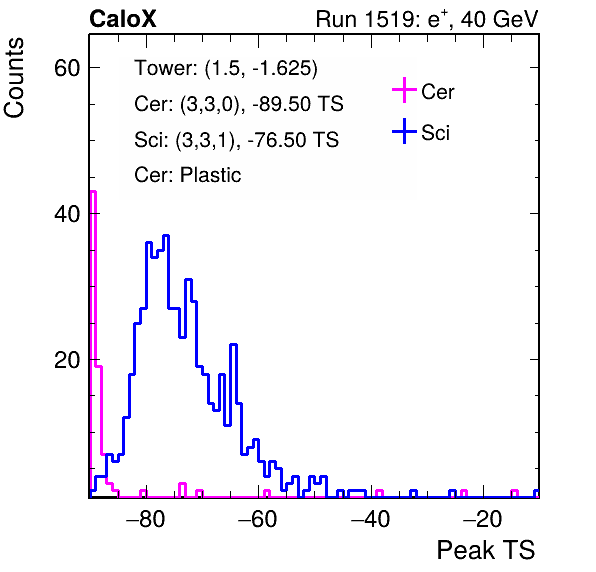 CaloX Run 1519: e+, 40 GeV
Counts
60
40
20
Tower: (1.5, -1.625)
Cer: (3,3,0), -89.50 TS
Sci: (3,3,1), -76.50 TS
Cer: Plastic
Cer
Sci
−80 −60 −40 −20
Peak TS